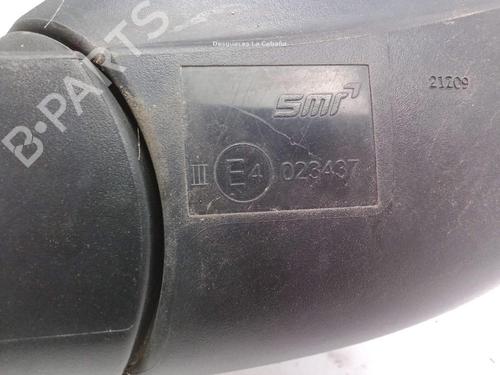 Desguaces La Cabaña
B-PARTS
smr
21209
III E4 023437